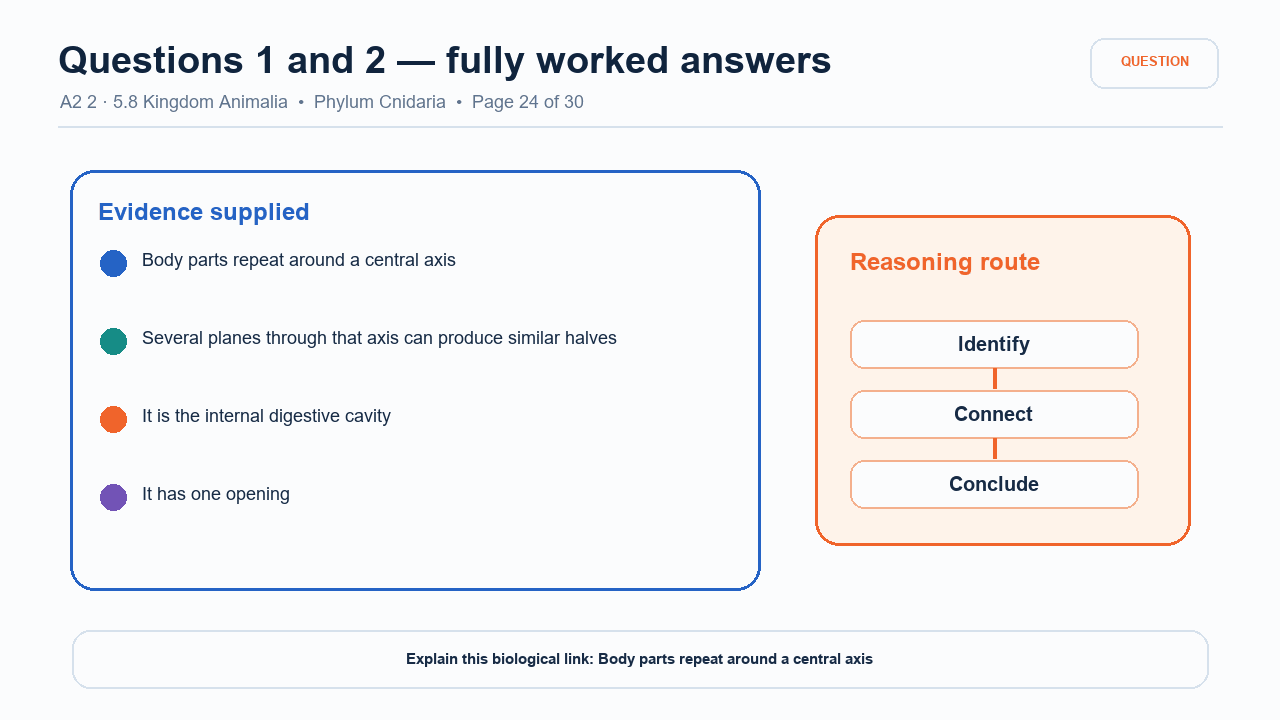 Questions 1 and 2 — fully worked answers
QUESTION
A2 2 · 5.8 Kingdom Animalia • Phylum Cnidaria • Page 24 of 30
Evidence supplied
Body parts repeat around a central axis
Several planes through that axis can produce similar halves
It is the internal digestive cavity
It has one opening
Reasoning route
Identify
Connect
Conclude
Explain this biological link: Body parts repeat around a central axis